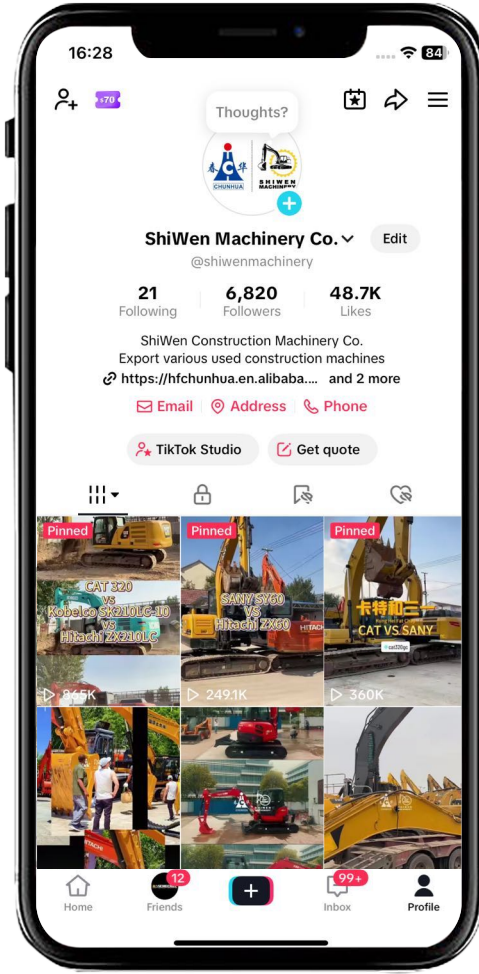 16:28
84
70
Thoughts?
春 华
CHUNHUA
SHIWEN
MACHINERY
ShiWen Machinery Co.
Edit
@shiwenmachinery
21 6,820 48.7K
Following Followers Likes
ShiWen Construction Machinery Co.
Export various used construction machines
https://hfchunhua.en.alibaba.... and 2 more
Email Address Phone
TikTok Studio Get quote
Pinned Pinned Pinned
CAT 320
VS
Kobelco SK210LC-10
VS
Hitachi ZX210LC
865K
SANY SY60
VS
Hitachi ZX60
HITACHI
249.1K
卡特和三一
CAT VS SANY
cat330gc
360K
HITACHI
12 99+
Home Friends Inbox Profile